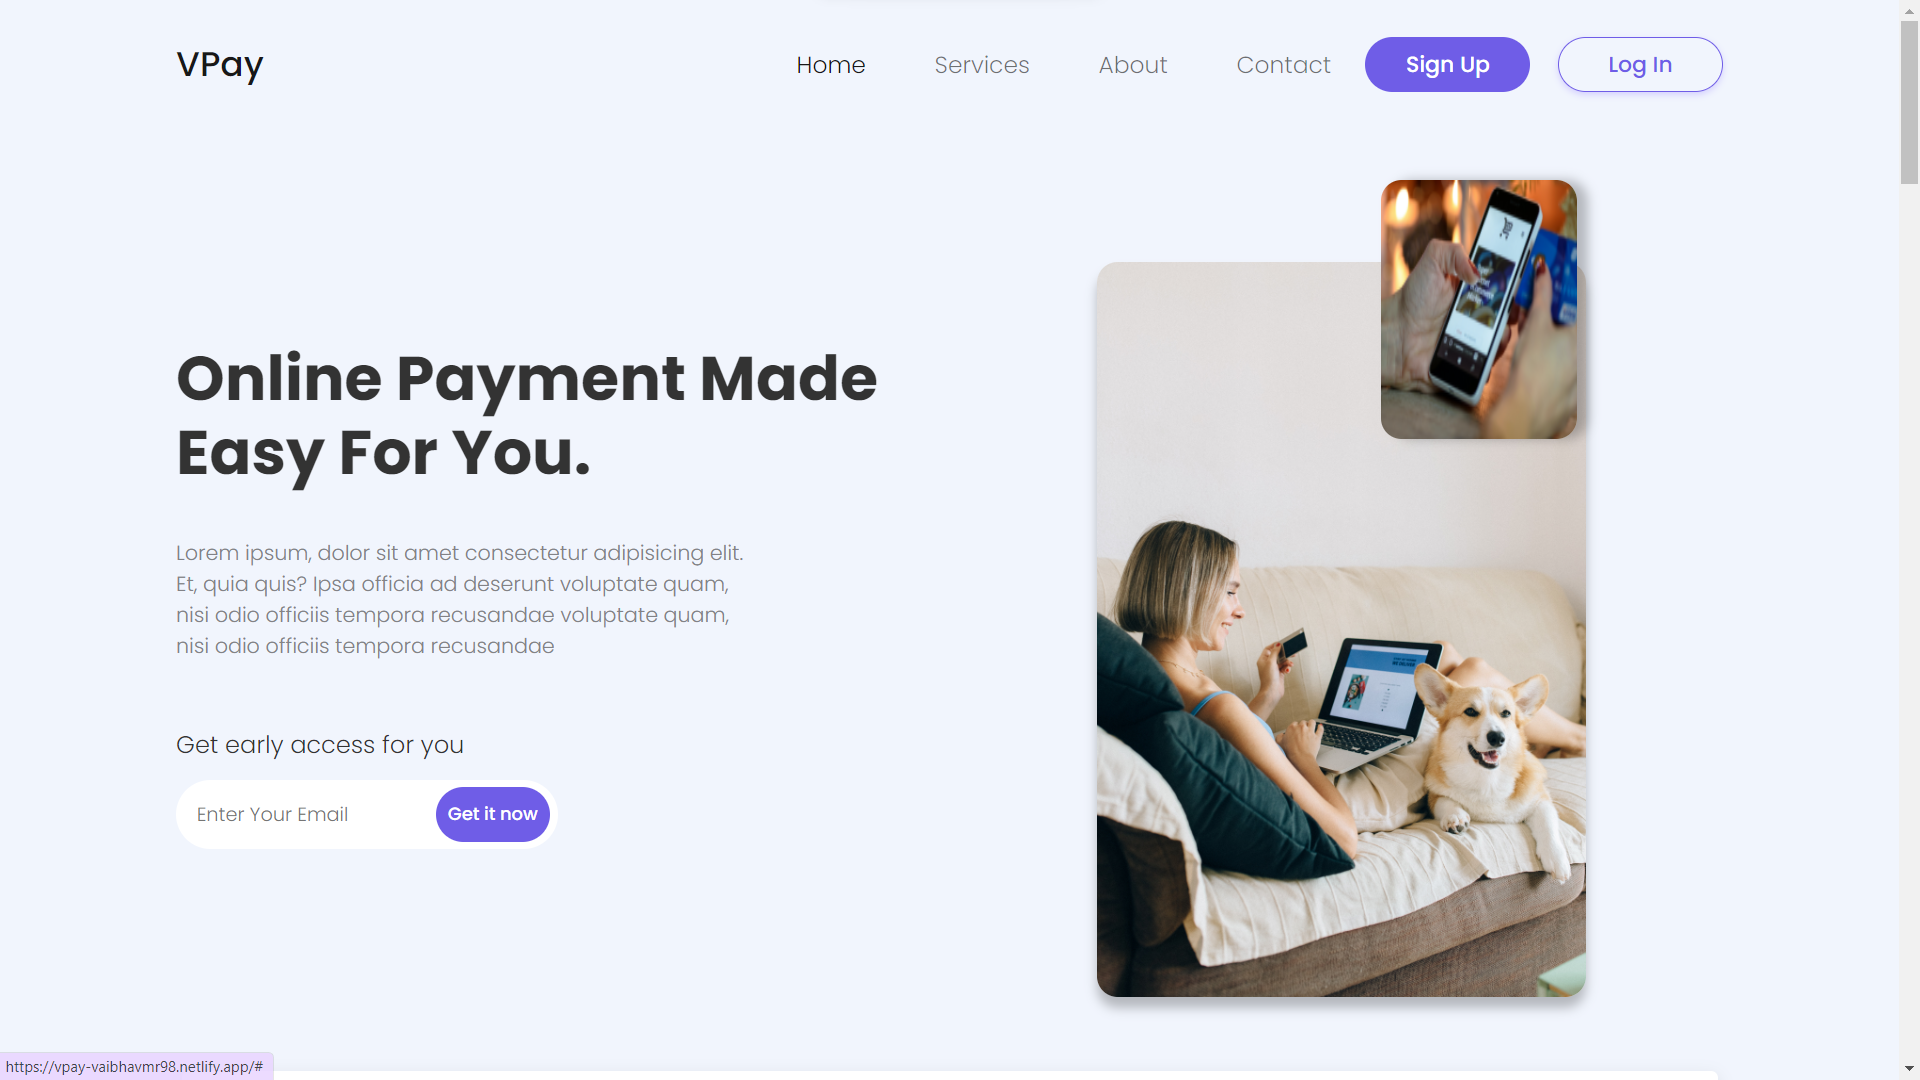 VPay
Home
Services
About
Contact
Sign Up
Log In
Online Payment Made
Easy For You.
Lorem ipsum, dolor sit amet consectetur adipisicing elit.
Et, quia quis? Ipsa officia ad deserunt voluptate quam,
nisi odio officiis tempora recusandae voluptate quam,
nisi odio officiis tempora recusandae
Get early access for you
Enter Your Email
Get it now
https://vpay-vaibhavmr98.netlify.app/#